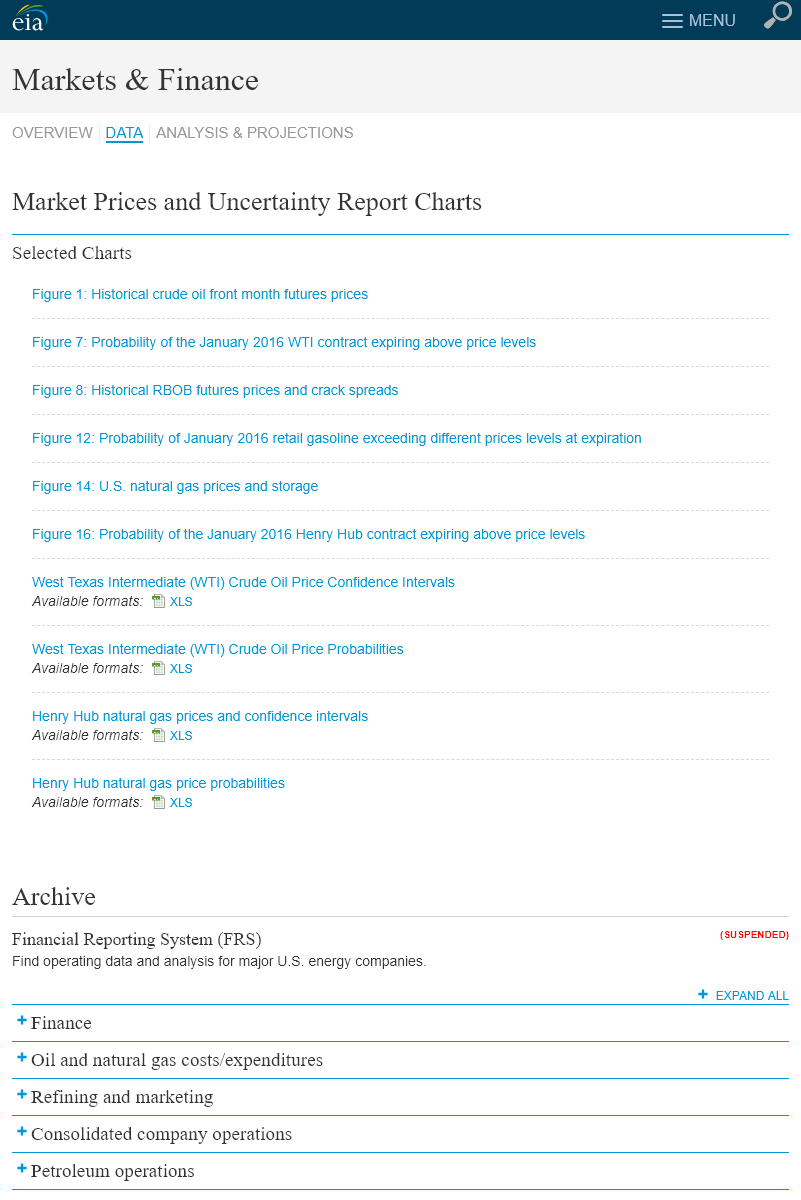 eia
MENU
Markets & Finance
OVERVIEW DATA ANALYSIS & PROJECTIONS
Market Prices and Uncertainty Report Charts
Selected Charts
Figure 1: Historical crude oil front month futures prices
Figure 7: Probability of the January 2016 WTI contract expiring above price levels
Figure 8: Historical RBOB futures prices and crack spreads
Figure 12: Probability of January 2016 retail gasoline exceeding different prices levels at expiration
Figure 14: U.S. natural gas prices and storage
Figure 16: Probability of the January 2016 Henry Hub contract expiring above price levels
West Texas Intermediate (WTI) Crude Oil Price Confidence Intervals
Available formats: XLS
West Texas Intermediate (WTI) Crude Oil Price Probabilities
Available formats: XLS
Henry Hub natural gas prices and confidence intervals
Available formats: XLS
Henry Hub natural gas price probabilities
Available formats: XLS
Archive
Financial Reporting System (FRS) (SUSPENDED)
Find operating data and analysis for major U.S. energy companies.
+ EXPAND ALL
+ Finance
+ Oil and natural gas costs/expenditures
+ Refining and marketing
+ Consolidated company operations
+ Petroleum operations